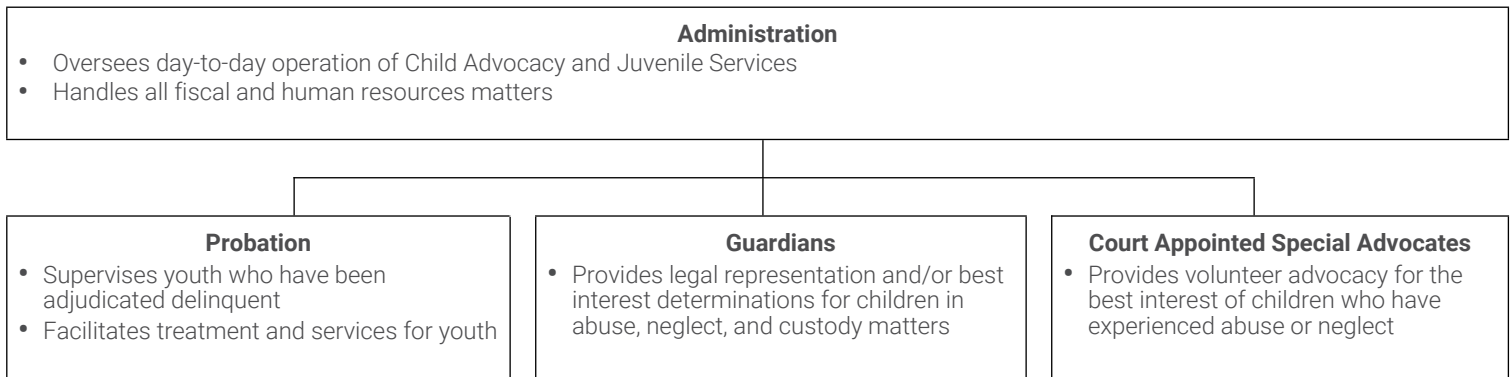 Administration
• Oversees day-to-day operation of Child Advocacy and Juvenile Services
• Handles all fiscal and human resources matters
Probation
• Supervises youth who have been
adjudicated delinquent
• Facilitates treatment and services for youth
Guardians
• Provides legal representation and/or best
interest determinations for children in
abuse, neglect, and custody matters
Court Appointed Special Advocates
• Provides volunteer advocacy for the
best interest of children who have
experienced abuse or neglect